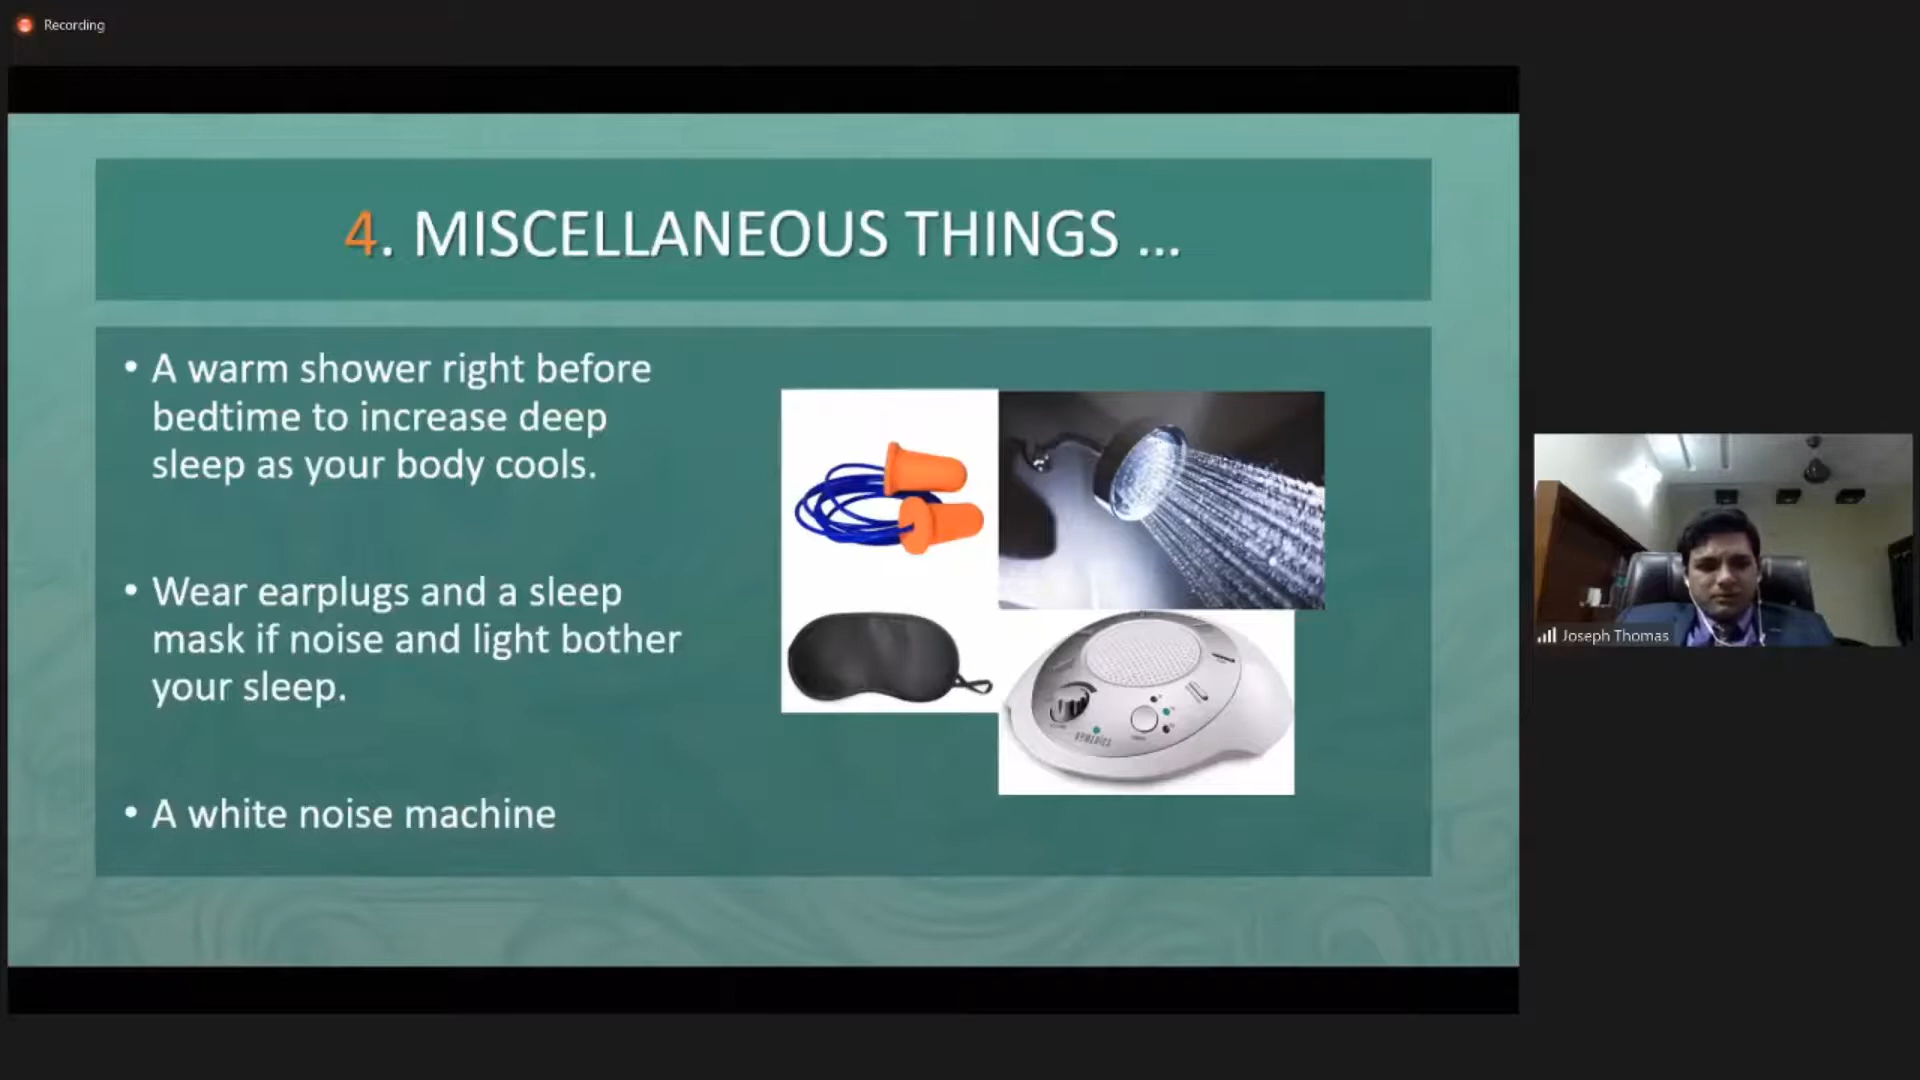 Recording
4. MISCELLANEOUS THINGS ...
• A warm shower right before
bedtime to increase deep
sleep as your body cools.
• Wear earplugs and a sleep
mask if noise and light bother
your sleep.
• A white noise machine
HOMEDICS
Joseph Thomas